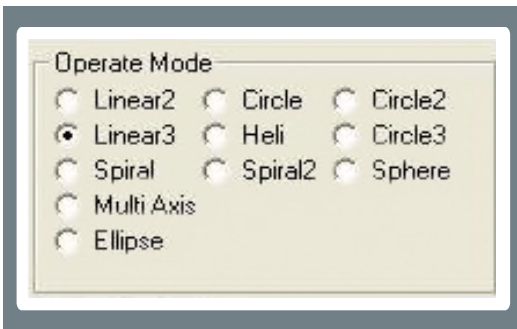 Operate Mode
Linear2 Circle Circle2
Linear3 Heli Circle3
Spiral Spiral2 Sphere
Multi Axis
Ellipse